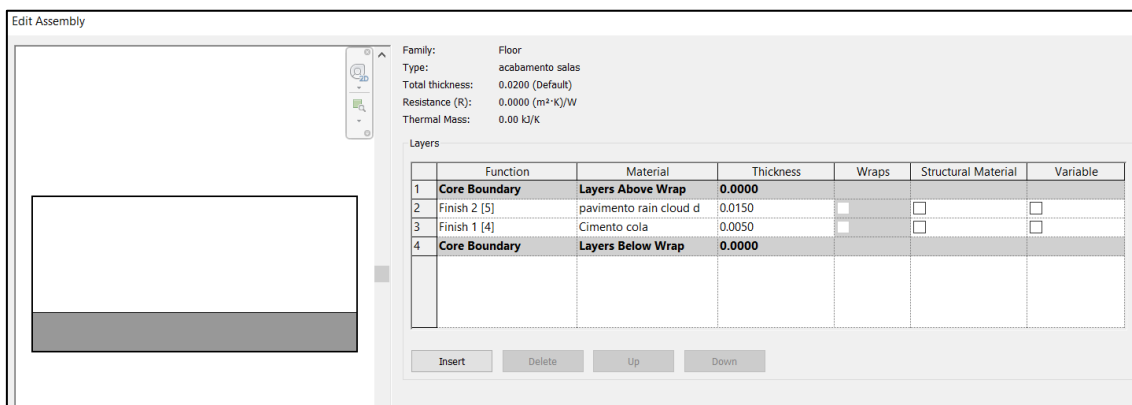 Edit Assembly
2D
Family: Floor
Type: acabamento salas
Total thickness: 0.0200 (Default)
Resistance (R): 0.0000 (m²·K)/W
Thermal Mass: 0.00 kJ/K
Layers
Function Material Thickness Wraps Structural Material Variable
1 Core Boundary Layers Above Wrap 0.0000
2 Finish 2 [5] pavimento rain cloud d 0.0150
3 Finish 1 [4] Cimento cola 0.0050
4 Core Boundary Layers Below Wrap 0.0000
Insert Delete Up Down